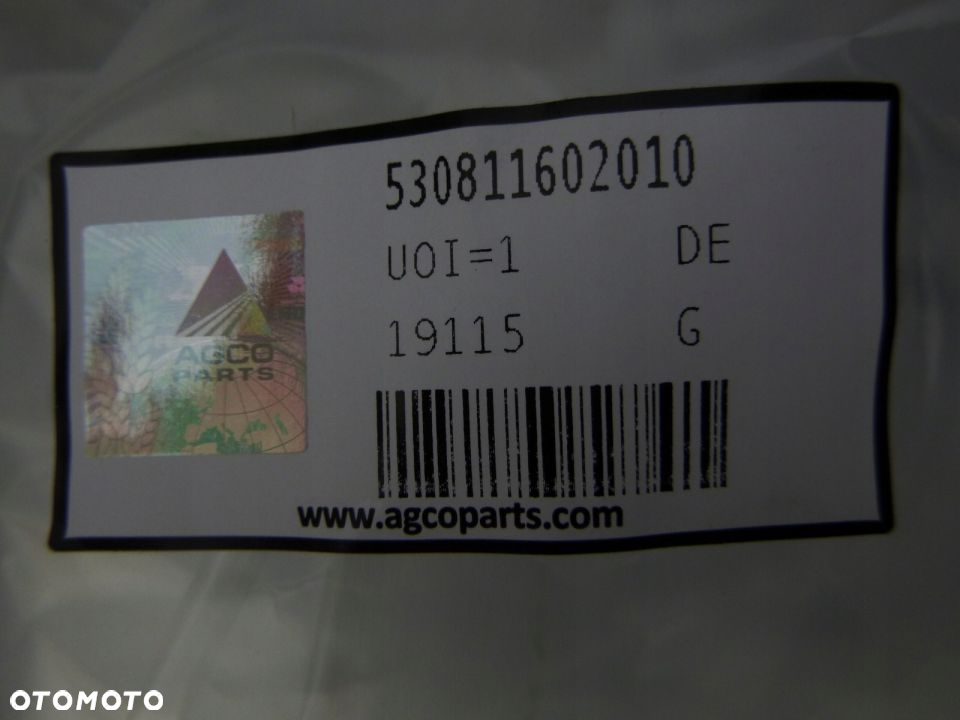 530811602010
UOI=1 DE
19115 G
AGCO
PARTS
www.agcoparts.com
OTOMOTO